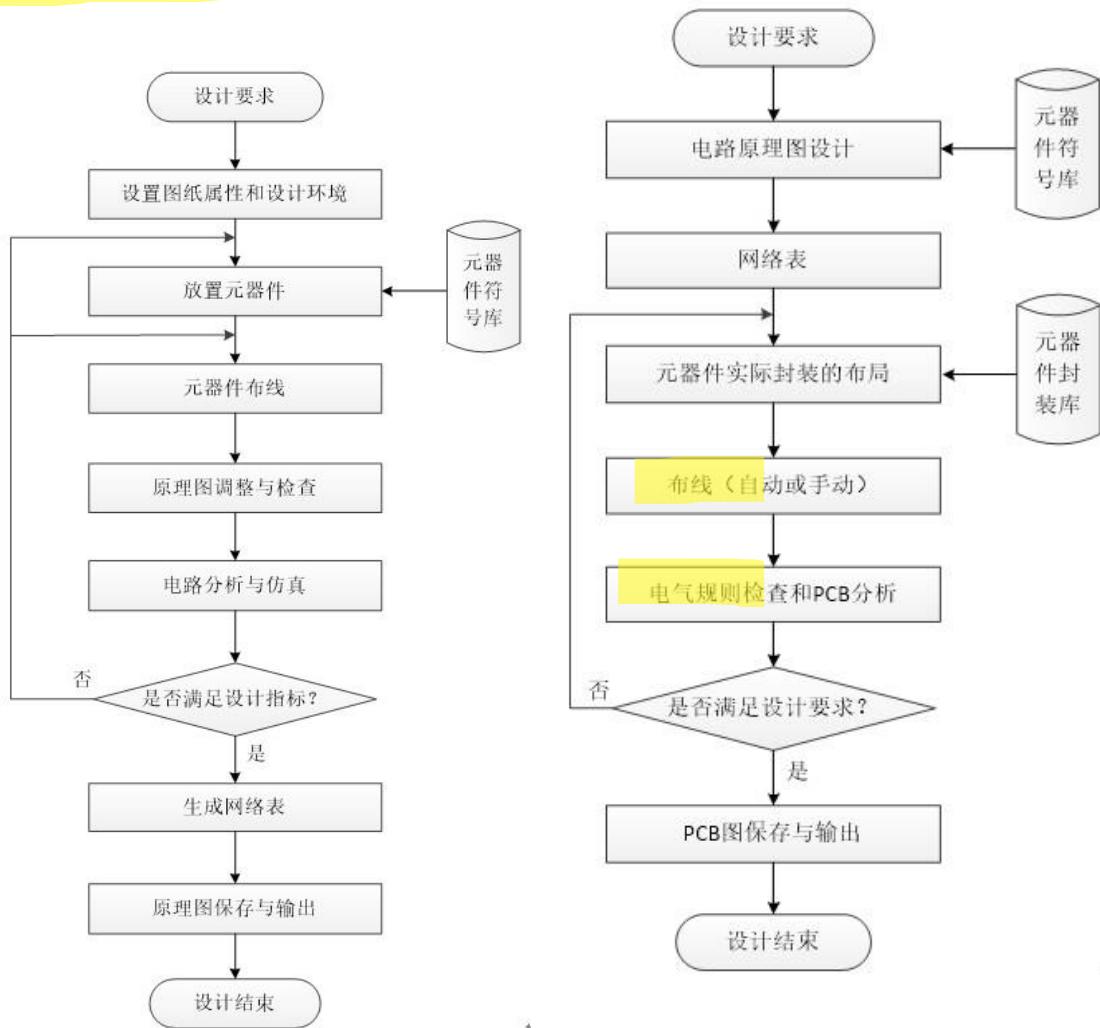 设计要求
设置图纸属性和设计环境
放置元器件
元器
件符
号库
元器件布线
原理图调整与检查
电路分析与仿真
否
是否满足设计指标?
是
生成网络表
原理图保存与输出
设计结束
设计要求
电路原理图设计
元器
件符
号库
网络表
元器件实际封装的布局
元器
件封
装库
布线（自动或手动）
电气规则检查和PCB分析
否
是否满足设计要求?
是
PCB图保存与输出
设计结束